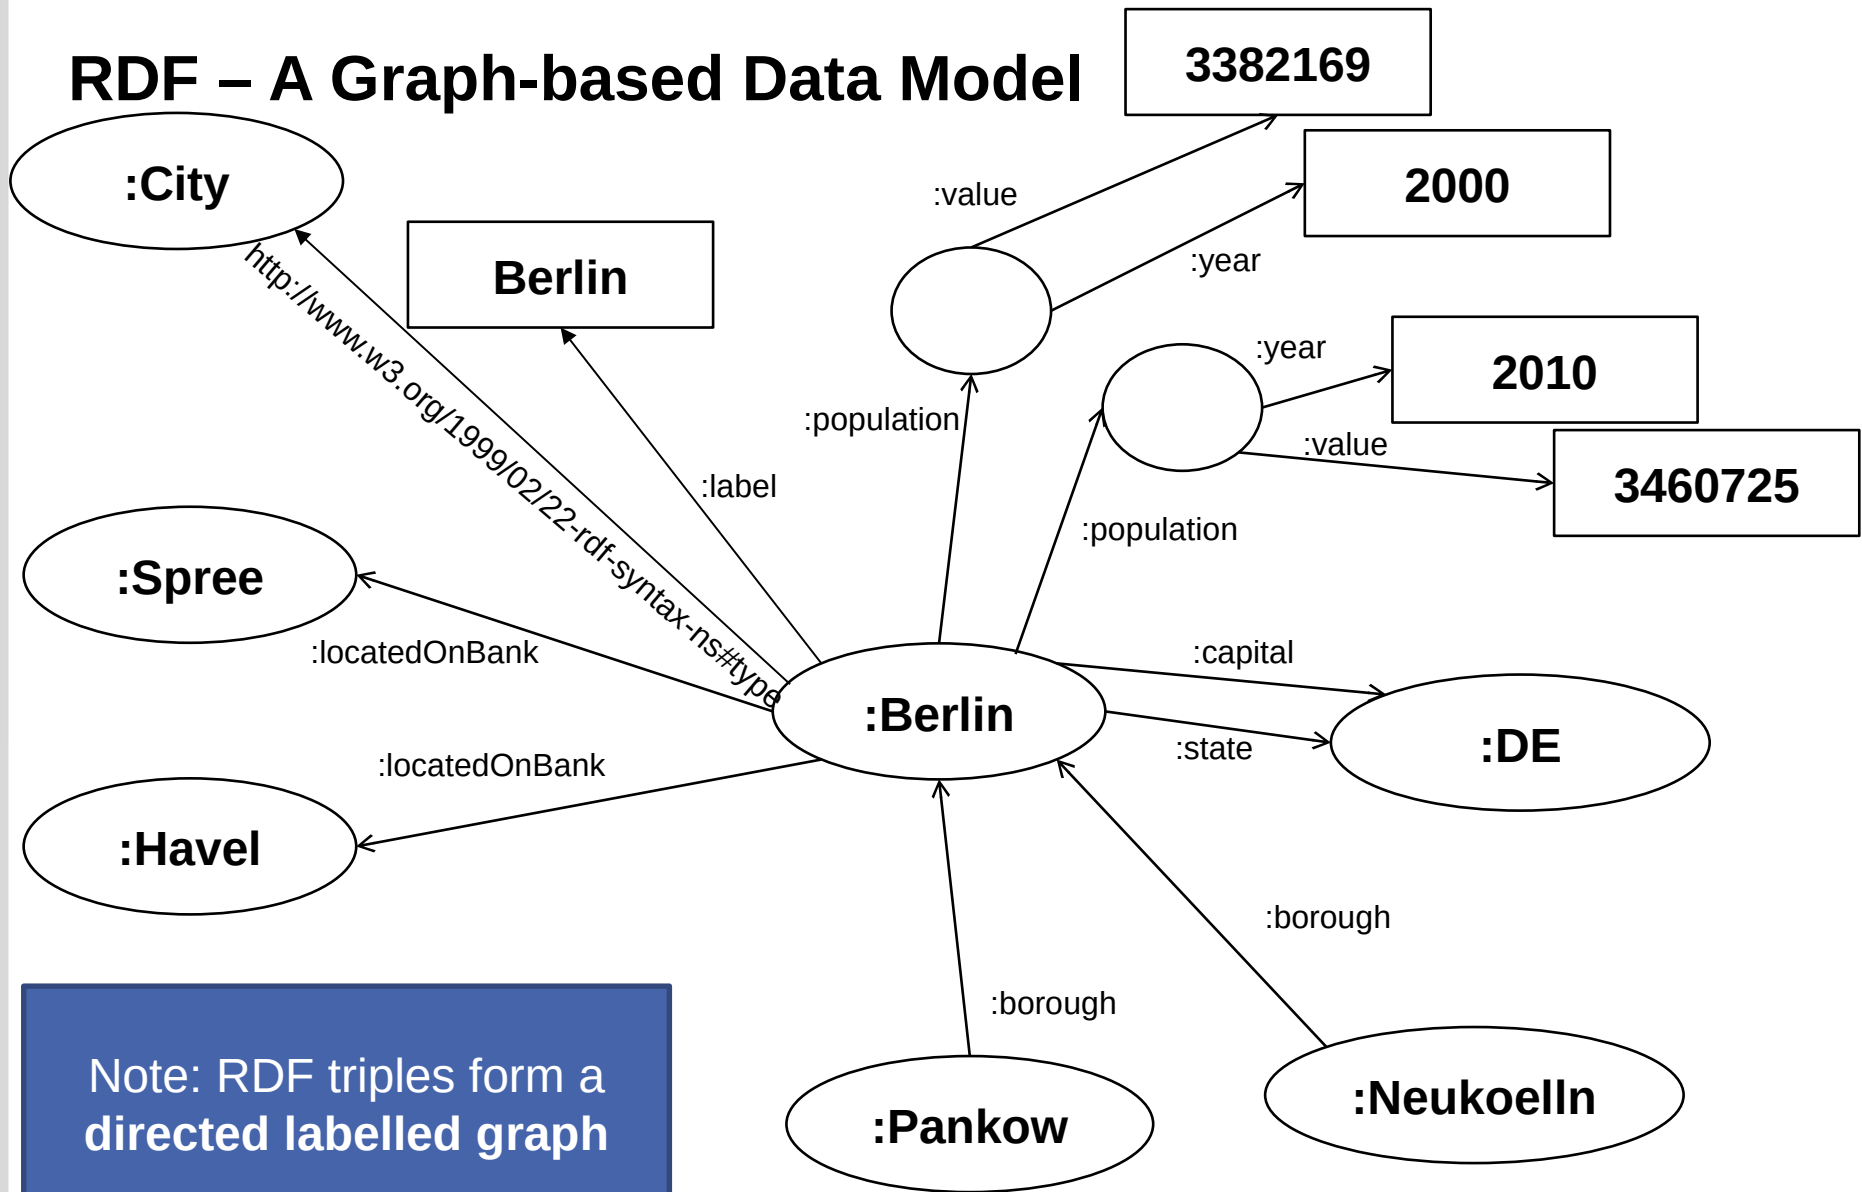 RDF – A Graph-based Data Model
3382169
:City
2000
:value
Berlin
:year
http://www.w3.org/1999/02/22-rdf-syntax-ns#type
:year
2010
:population
:value
3460725
:label
:population
:Spree
:locatedOnBank
:capital
:Berlin
:state
:DE
:locatedOnBank
:Havel
:borough
:borough
Note: RDF triples form a
directed labelled graph
:Pankow
:Neukoelln